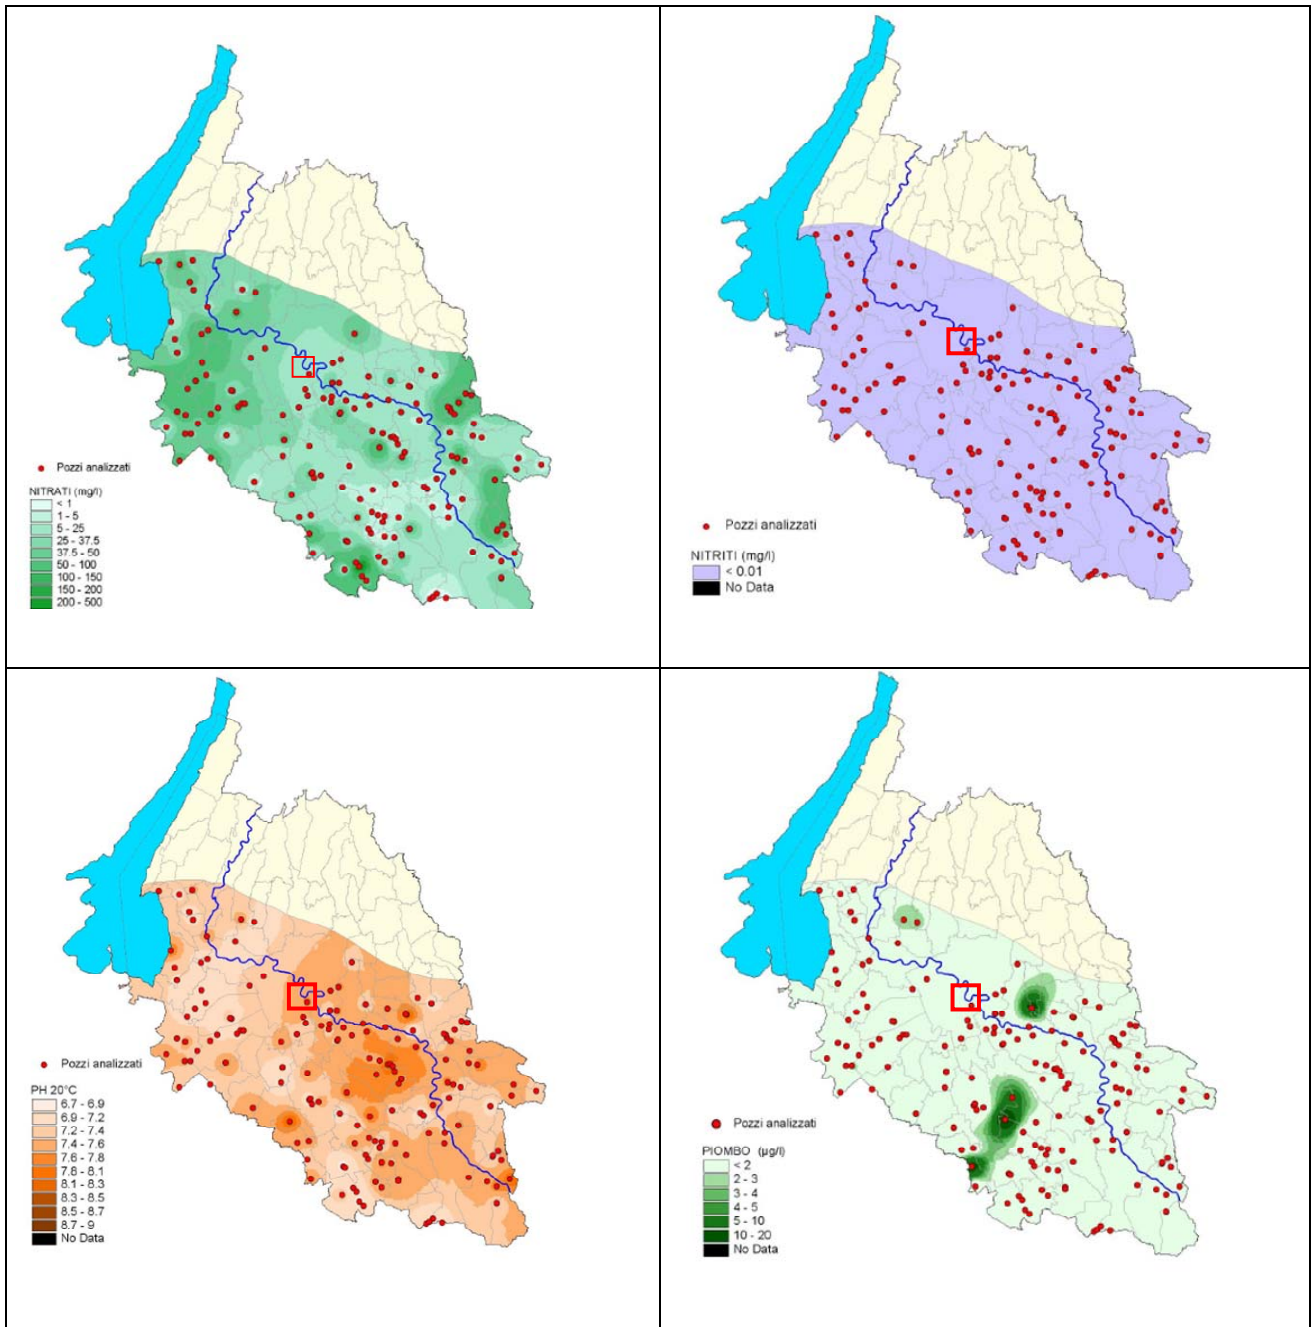 Pozzi analizzati
NITRATI (mg/l)
< 1
1 - 5
5 - 25
25 - 37.5
37.5 - 50
50 - 100
100 - 150
150 - 200
200 - 500
Pozzi analizzati
NITRITI (mg/l)
< 0.01
No Data
Pozzi analizzati
PH 20°C
6.7 - 6.9
6.9 - 7.2
7.2 - 7.4
7.4 - 7.6
7.6 - 7.8
7.8 - 8.1
8.1 - 8.3
8.3 - 8.5
8.5 - 8.7
8.7 - 9
No Data
Pozzi analizzati
PIOMBO (µg/l)
< 2
2 - 3
3 - 4
4 - 5
5 - 10
10 - 20
No Data